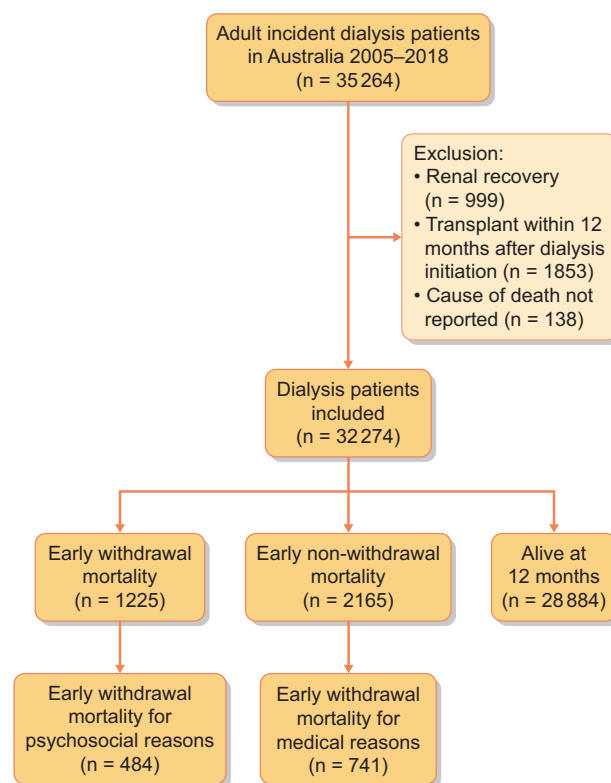 Adult incident dialysis patients
in Australia 2005–2018
(n = 35 264)
Exclusion:
• Renal recovery
(n = 999)
• Transplant within 12
months after dialysis
initiation (n = 1853)
• Cause of death not
reported (n = 138)
Dialysis patients
included
(n = 32 274)
Early withdrawal
mortality
(n = 1225)
Early non-withdrawal
mortality
(n = 2165)
Alive at
12 months
(n = 28 884)
Early withdrawal
mortality for
psychosocial reasons
(n = 484)
Early withdrawal
mortality for
medical reasons
(n = 741)